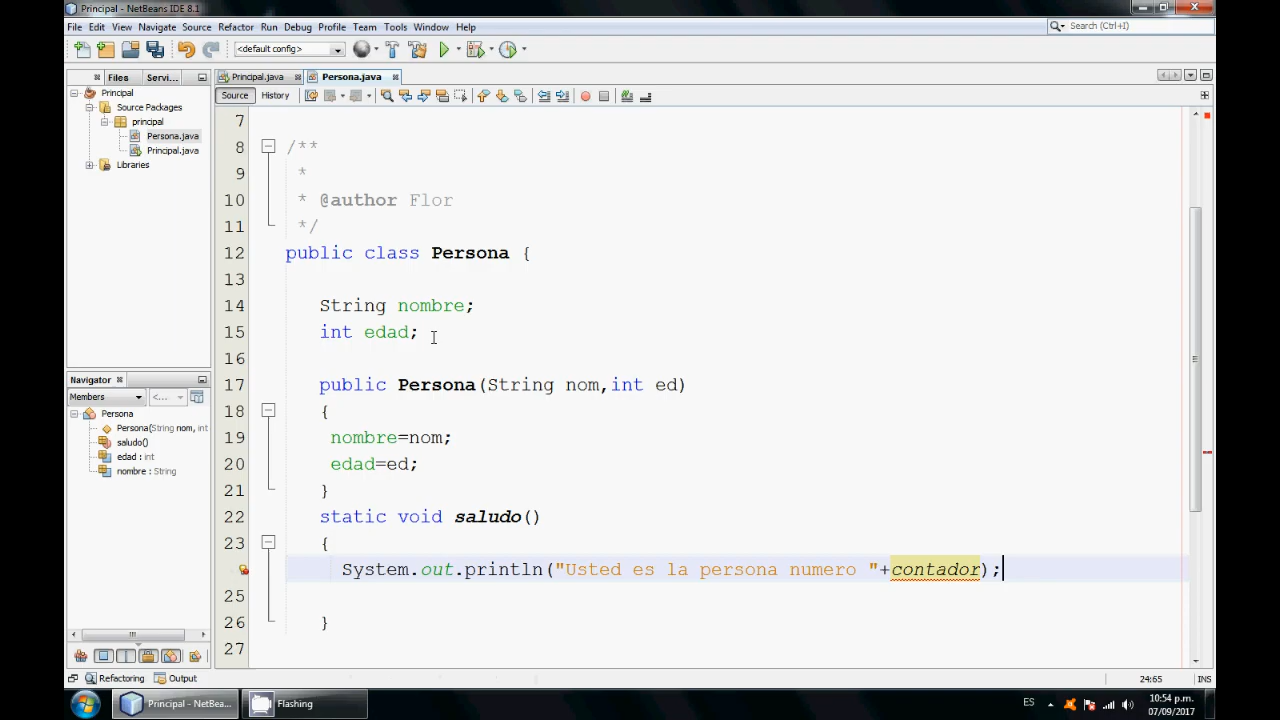 Principal - NetBeans IDE 8.1
File Edit View Navigate Source Refactor Run Debug Profile Team Tools Window Help
Search (Ctrl+I)
<default config>
Files Servi...
Principal.java Persona.java
Source History
Principal
Source Packages
principal
Persona.java
Principal.java
Libraries
7
8 /**
9 *
10 * @author Flor
11 */
12 public class Persona {
13
14 String nombre;
15 int edad;
16
17 public Persona(String nom,int ed)
18 {
19 nombre=nom;
20 edad=ed;
21 }
22 static void saludo()
23 {
System.out.println("Usted es la persona numero "+contador);
25
26 }
27
Navigator
Members <...
Persona
Persona(String nom, int
saludo()
edad : int
nombre : String
Refactoring Output
24:65 INS
Principal - NetBea...
Flashing
ES
10:54 p.m.
07/09/2017